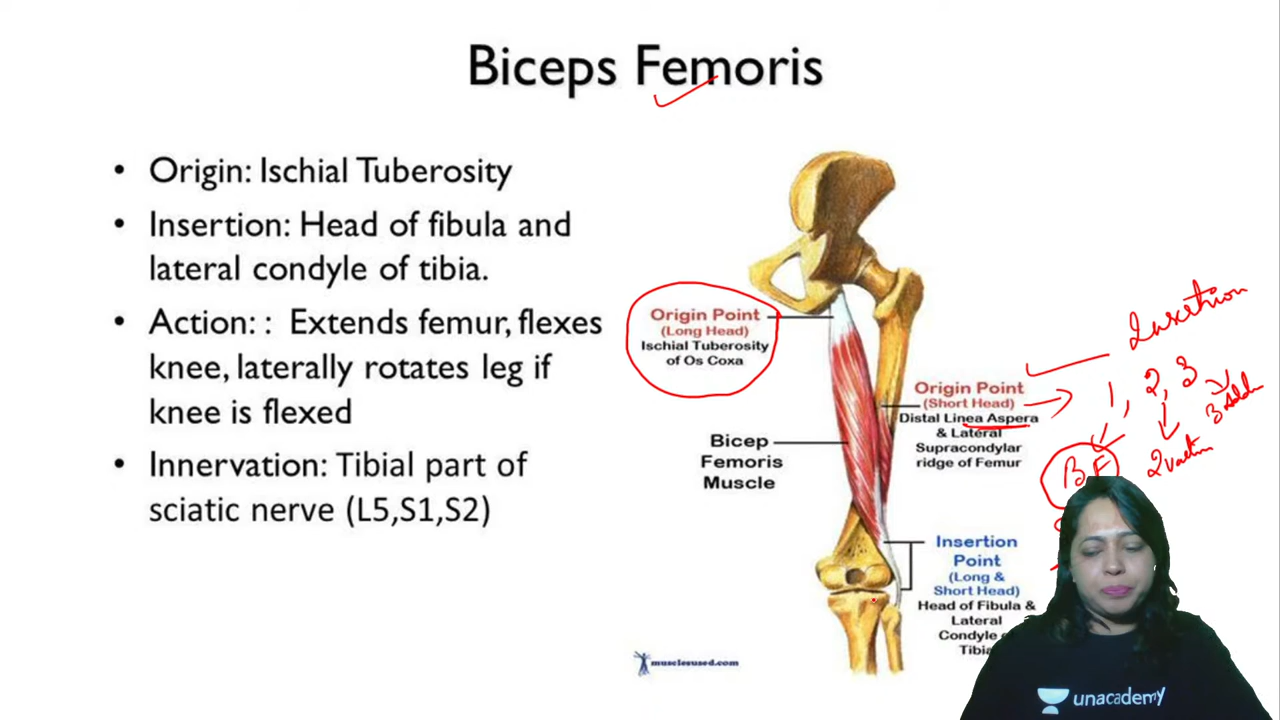 Biceps Femoris
• Origin: Ischial Tuberosity
• Insertion: Head of fibula and
lateral condyle of tibia.
• Action: : Extends femur, flexes
knee, laterally rotates leg if
knee is flexed
• Innervation: Tibial part of
sciatic nerve (L5,S1,S2)
Origin Point
(Long Head)
Ischial Tuberosity
of Os Coxa
Origin Point
(Short Head)
Distal Linea Aspera
& Lateral
Supracondylar
ridge of Femur
Bicep
Femoris
Muscle
Insertion
Point
(Long &
Short Head)
Head of Fibula &
Lateral
Condyle
Tibia
musclesused.com
Insertion
1, 2, 3
BF
unacademy